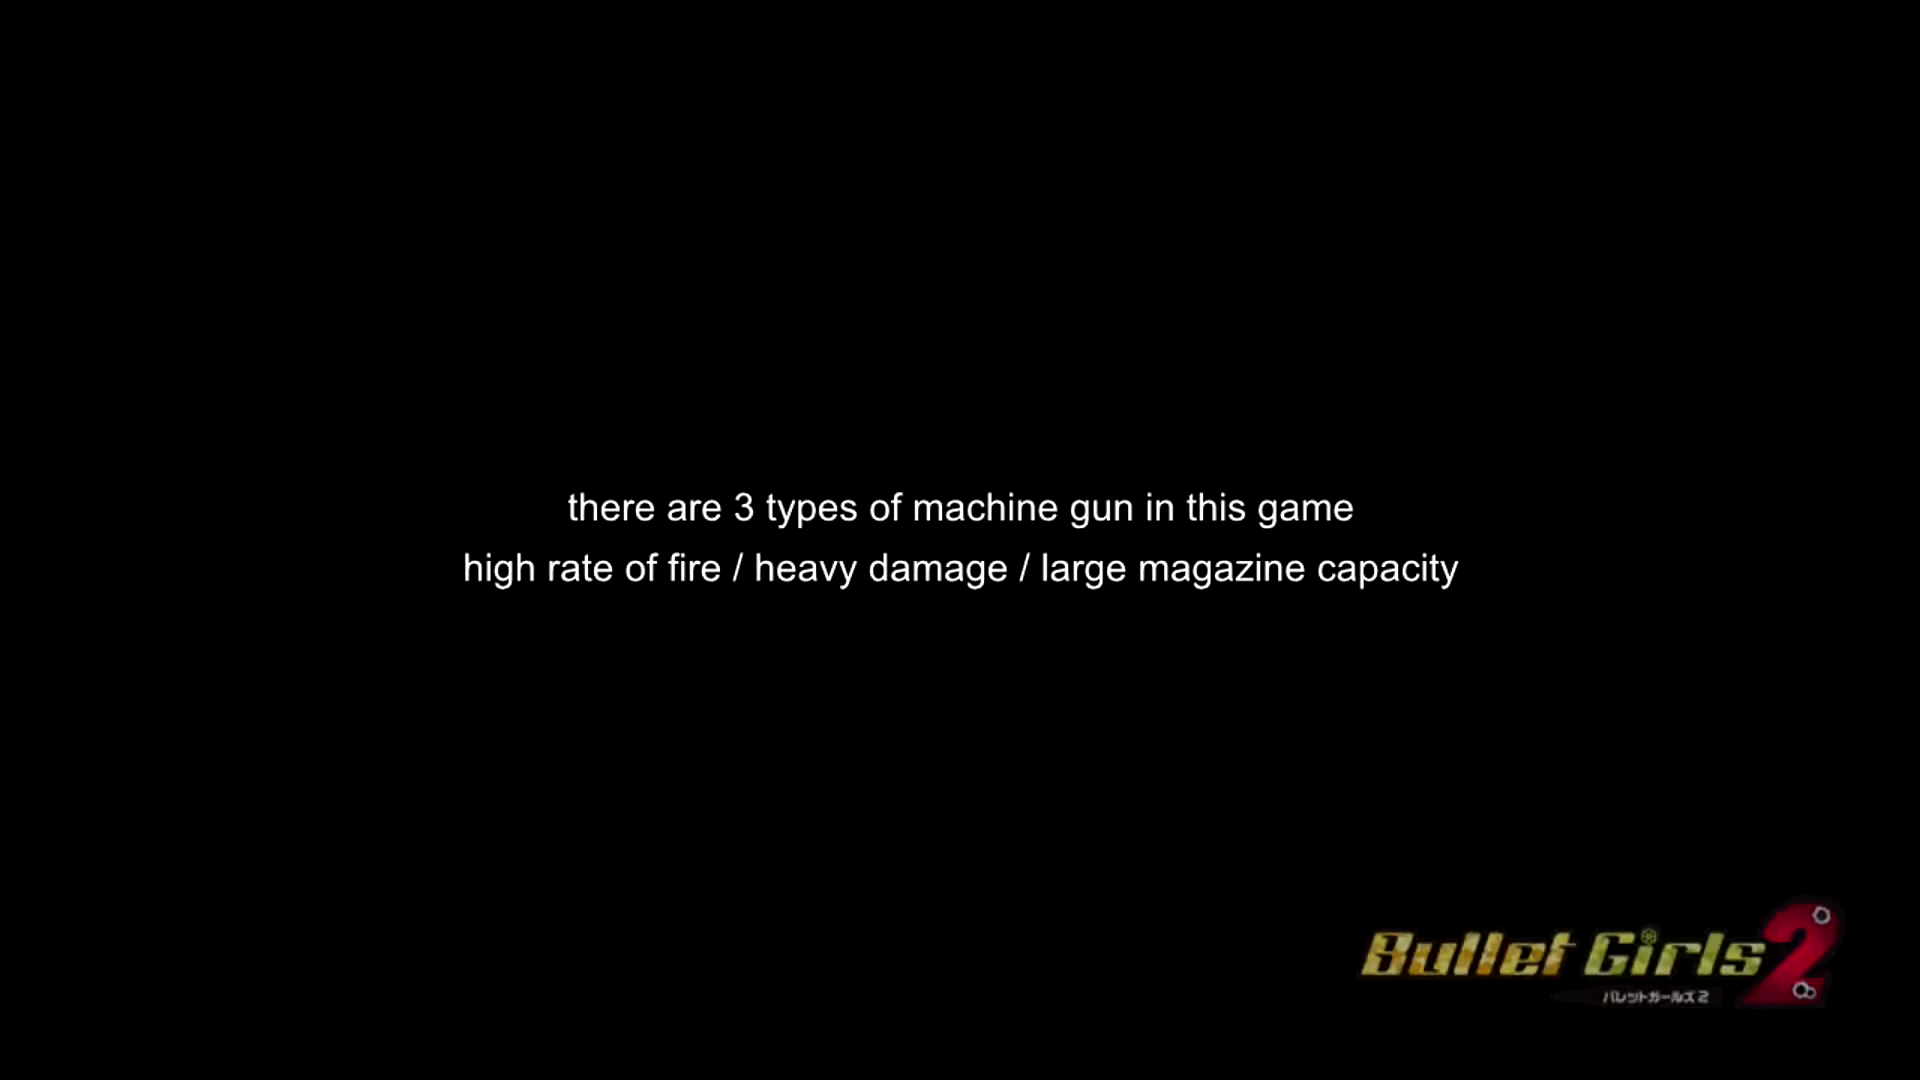 there are 3 types of machine gun in this game
high rate of fire / heavy damage / large magazine capacity
Bullet Girls 2
バレットガールズ2